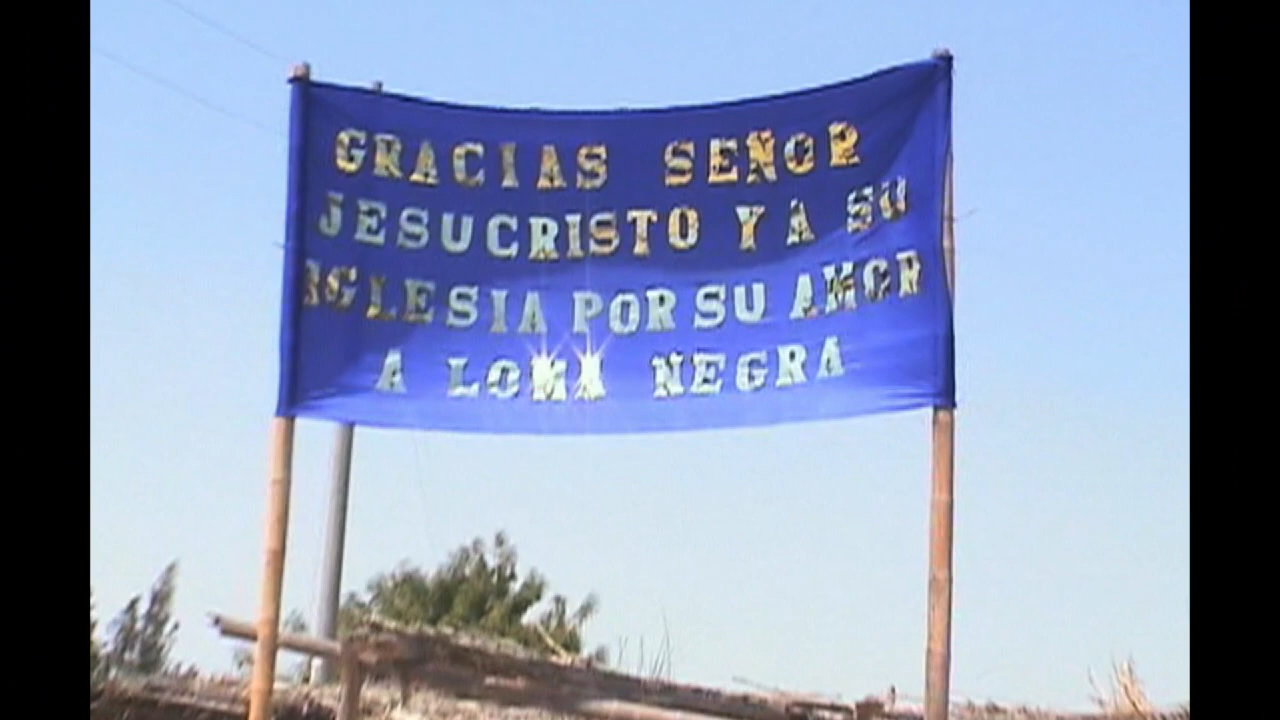 GRACIAS SEÑOR
JESUCRISTO Y A SU
IGLESIA POR SU AMOR
A LOMA NEGRA